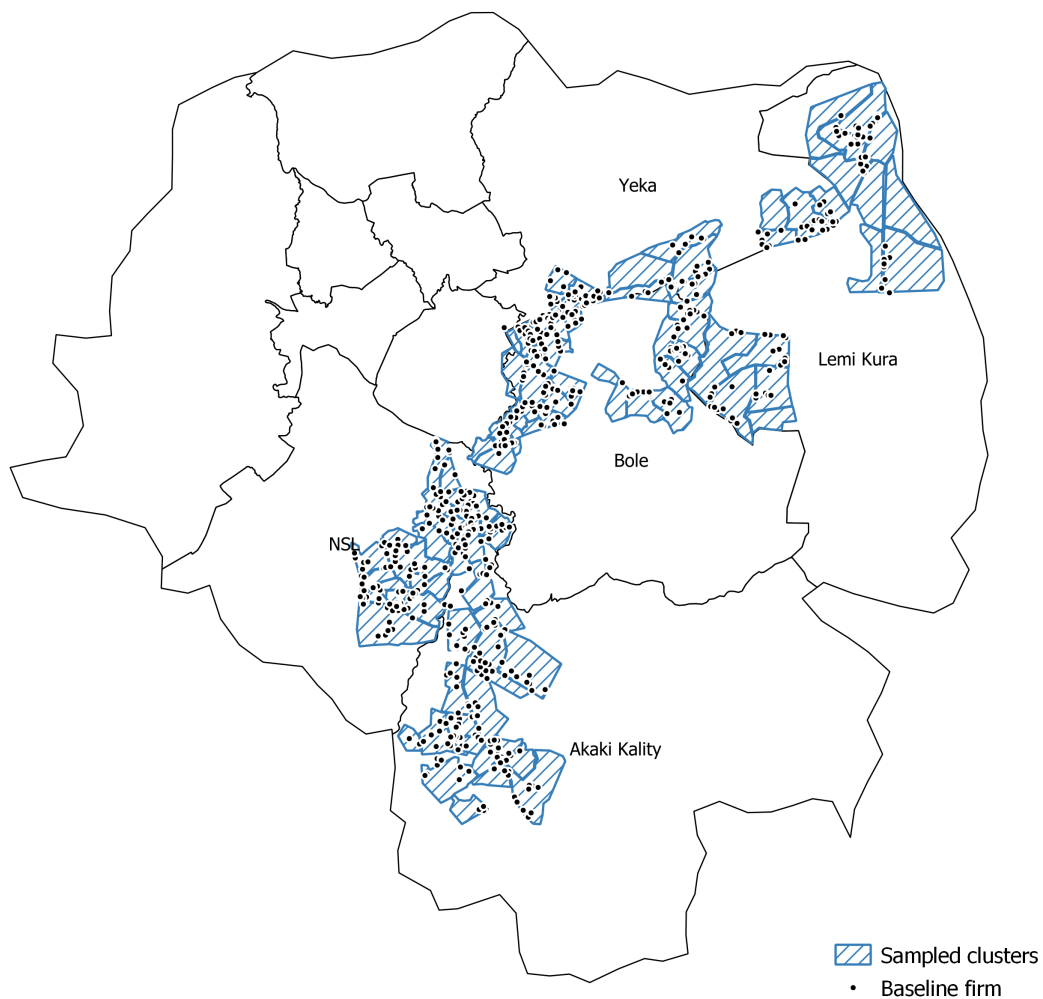 Yeka
Lemi Kura
Bole
NSL
Akaki Kality
Sampled clusters
Baseline firm